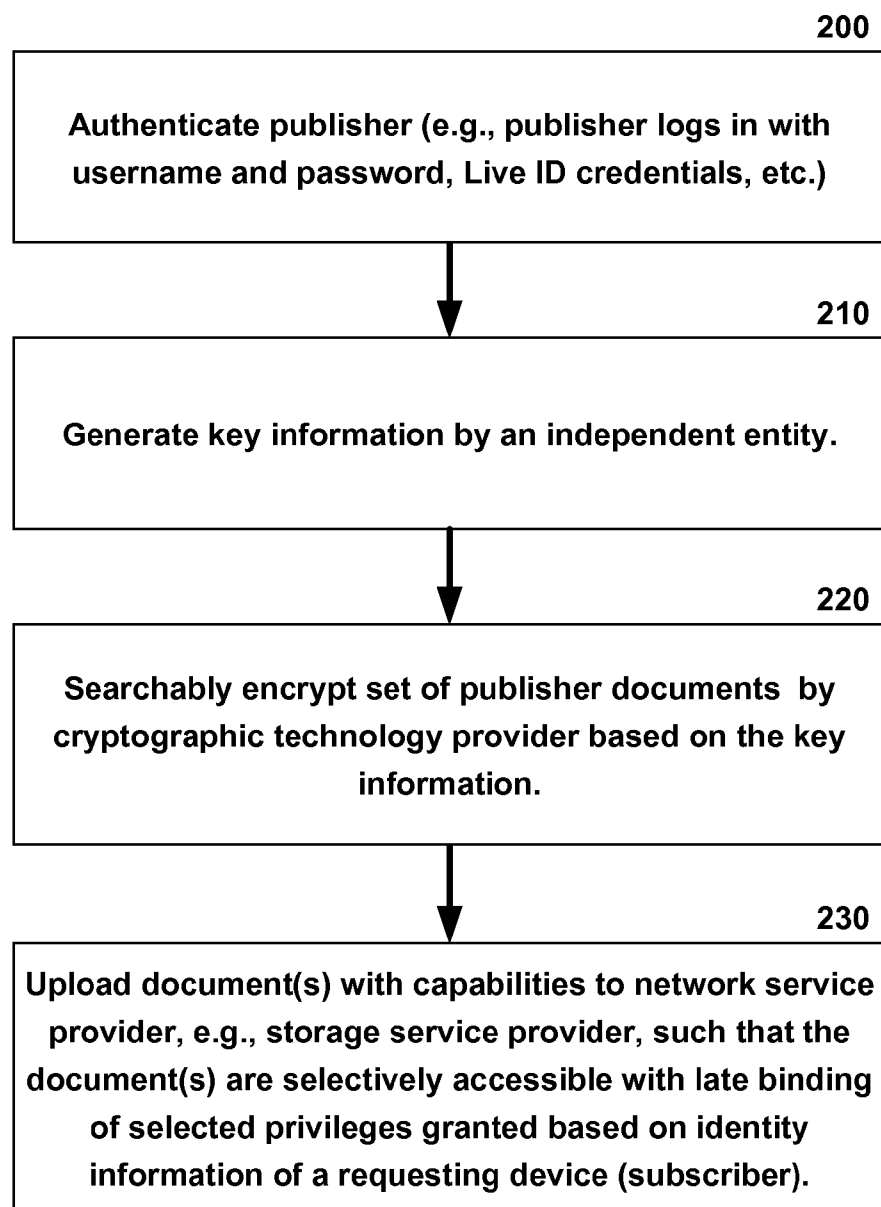 200
Authenticate publisher (e.g., publisher logs in with
username and password, Live ID credentials, etc.)
210
Generate key information by an independent entity.
220
Searchably encrypt set of publisher documents by
cryptographic technology provider based on the key
information.
230
Upload document(s) with capabilities to network service
provider, e.g., storage service provider, such that the
document(s) are selectively accessible with late binding
of selected privileges granted based on identity
information of a requesting device (subscriber).